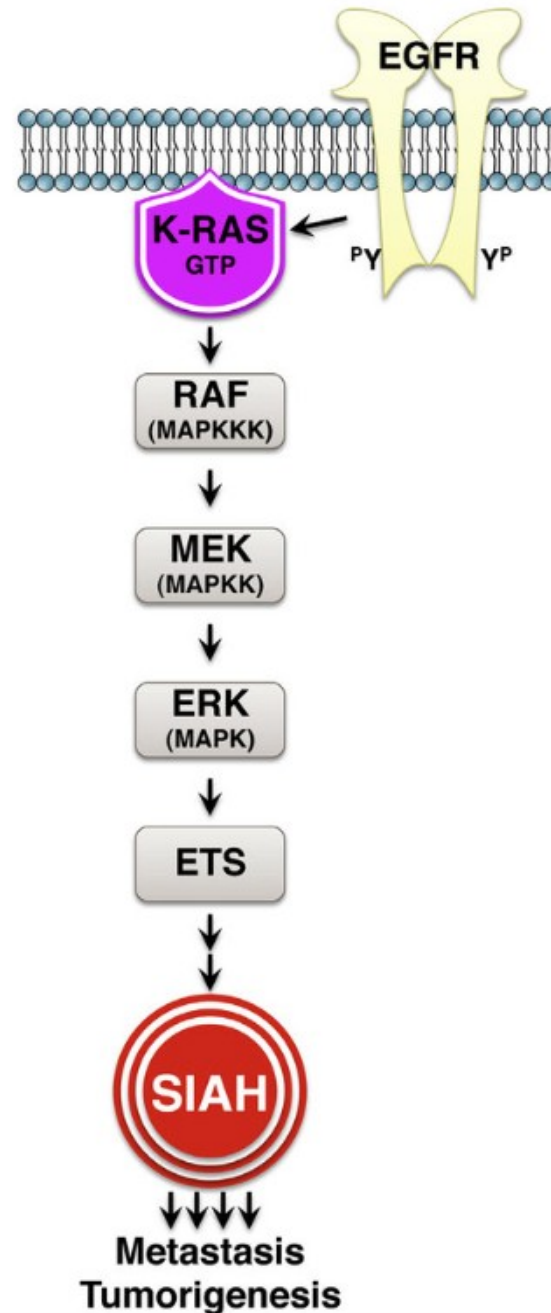 EGFR
K-RAS
GTP
PY
YP
RAF
(MAPKKK)
MEK
(MAPKK)
ERK
(MAPK)
ETS
SIAH
Metastasis
Tumorigenesis